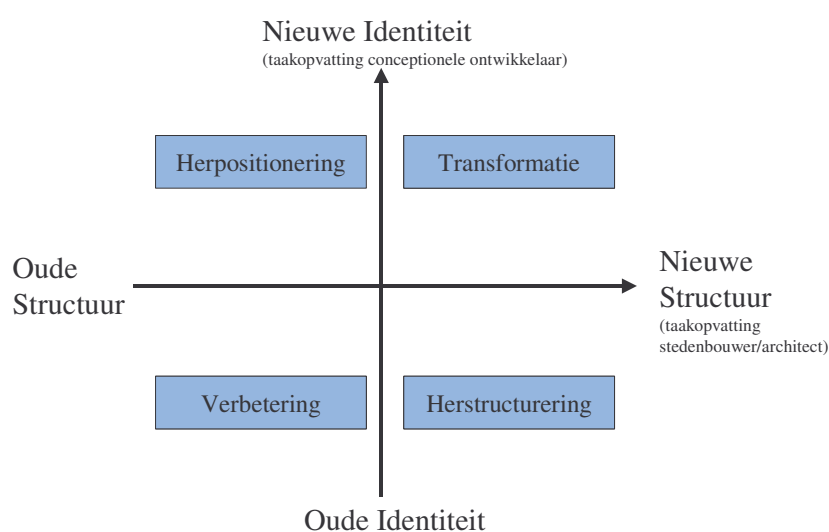 Nieuwe Identiteit
(taakopvatting conceptionele ontwikkelaar)
Herpositionering
Transformatie
Oude
Structuur
Nieuwe
Structuur
(taakopvatting
stedenbouwer/architect)
Verbetering
Herstructurering
Oude Identiteit